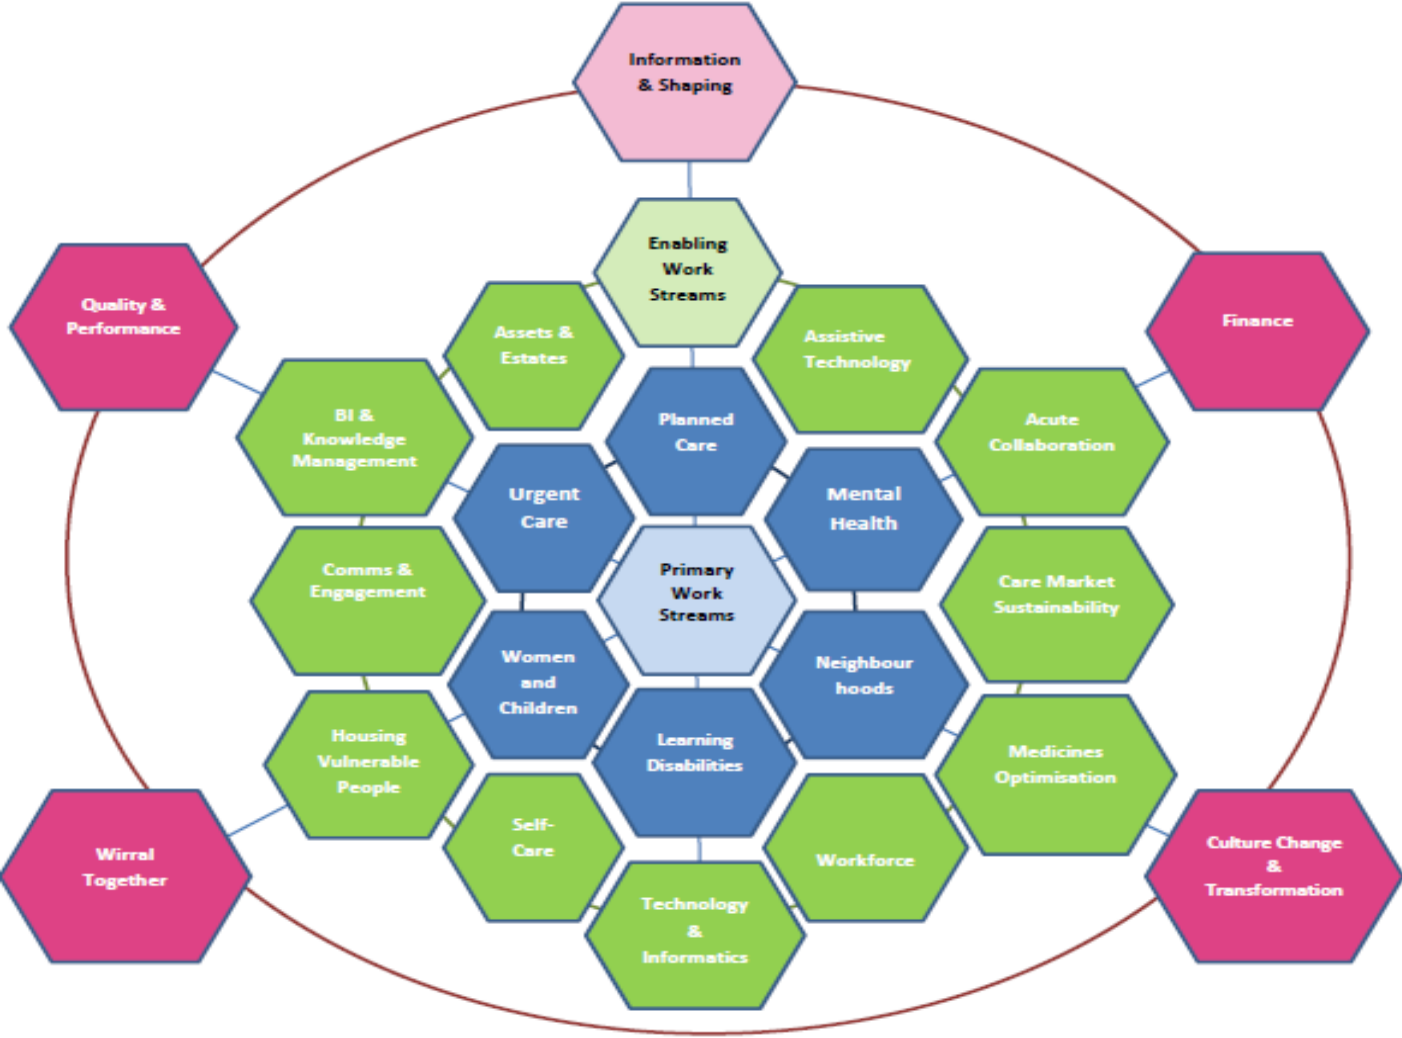 Information
& Shaping
Enabling
Work
Streams
Quality &
Performance
Finance
Assets &
Estates
Assistive
Technology
BI &
Knowledge
Management
Planned
Care
Acute
Collaboration
Urgent
Care
Mental
Health
Comms &
Engagement
Primary
Work
Streams
Care Market
Sustainability
Women
and
Children
Neighbour
hoods
Housing
Vulnerable
People
Learning
Disabilities
Medicines
Optimisation
Self-
Care
Workforce
Wirral
Together
Culture Change
&
Transformation
Technology
&
Informatics